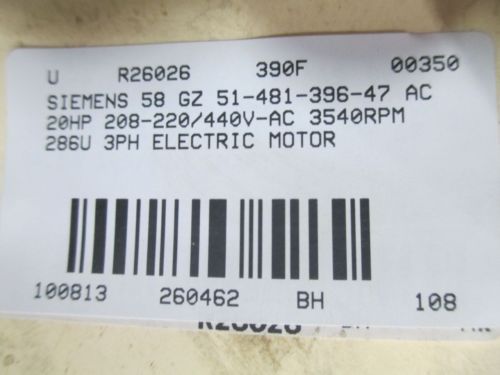 U R26026 390F 00350
SIEMENS 58 GZ 51-481-396-47 AC
20HP 208-220/440V-AC 3540RPM
286U 3PH ELECTRIC MOTOR
100813 260462 BH 108